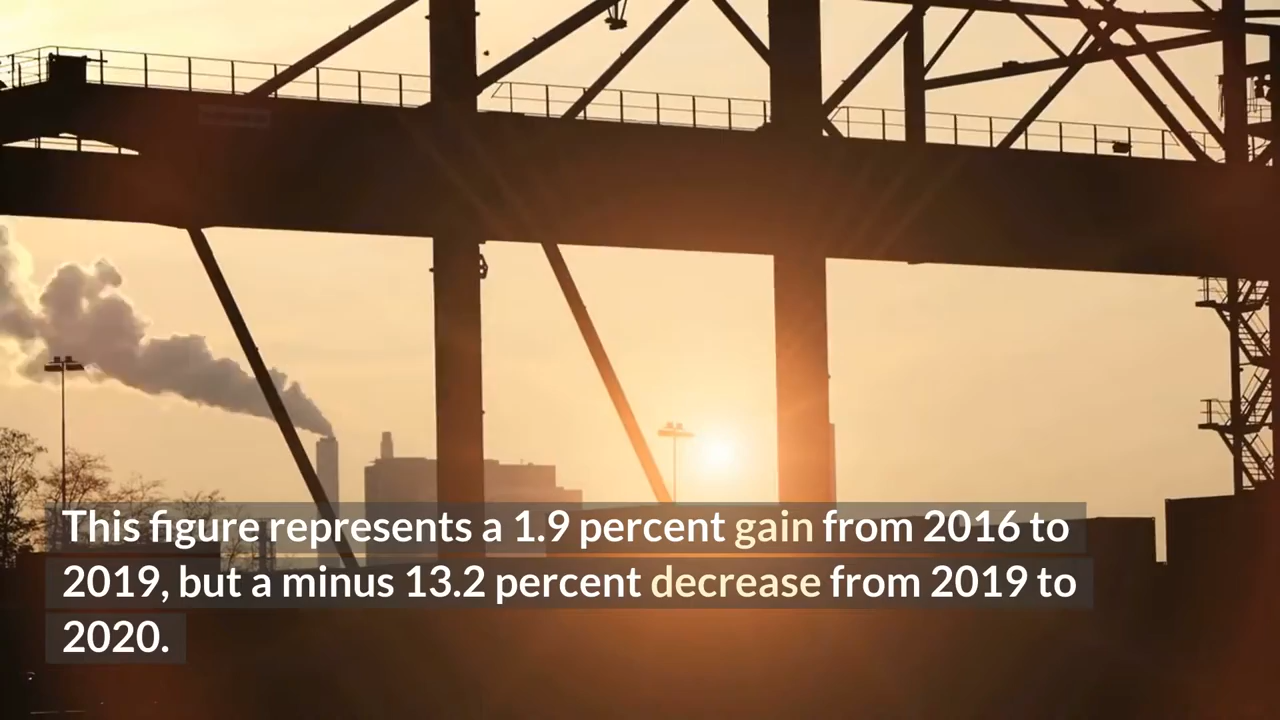 This figure represents a 1.9 percent gain from 2016 to
2019, but a minus 13.2 percent decrease from 2019 to
2020.